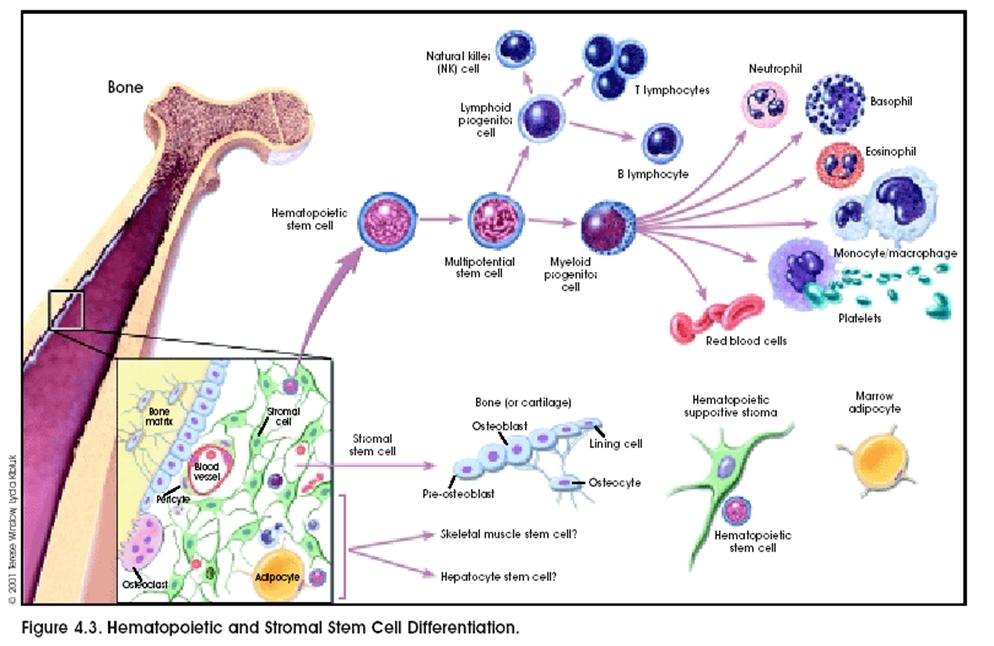 Bone
Natural killer
(NK) cell
T lymphocytes
Lymphoid
progenitor
cell
B lymphocyte
Neutrophil
Basophil
Eosinophil
Monocyte/macrophage
Platelets
Red blood cells
Hematopoietic
stem cell
Multipotential
stem cell
Myeloid
progenitor
cell
Bone
matrix
Stromal
cell
Blood
vessel
Pericyte
Osteoclast
Adipocyte
Stromal
stem cell
Bone (or cartilage)
Osteoblast
Lining cell
Pre-osteoblast
Osteocyte
Skeletal muscle stem cell?
Hepatocyte stem cell?
Hematopoietic
supportive stroma
Hematopoietic
stem cell
Marrow
adipocyte
© 2001 Terese Winslow, Lydia Kibiuk
Figure 4.3. Hematopoietic and Stromal Stem Cell Differentiation.